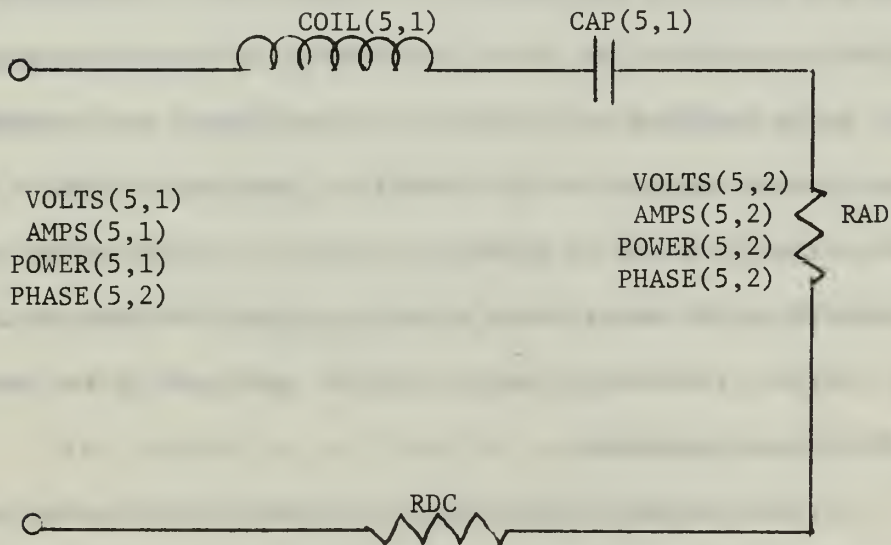 COIL(5,1)
CAP(5,1)
VOLTS(5,1)
AMPS(5,1)
POWER(5,1)
PHASE(5,2)
VOLTS(5,2)
AMPS(5,2)
POWER(5,2)
PHASE(5,2)
RAD
RDC